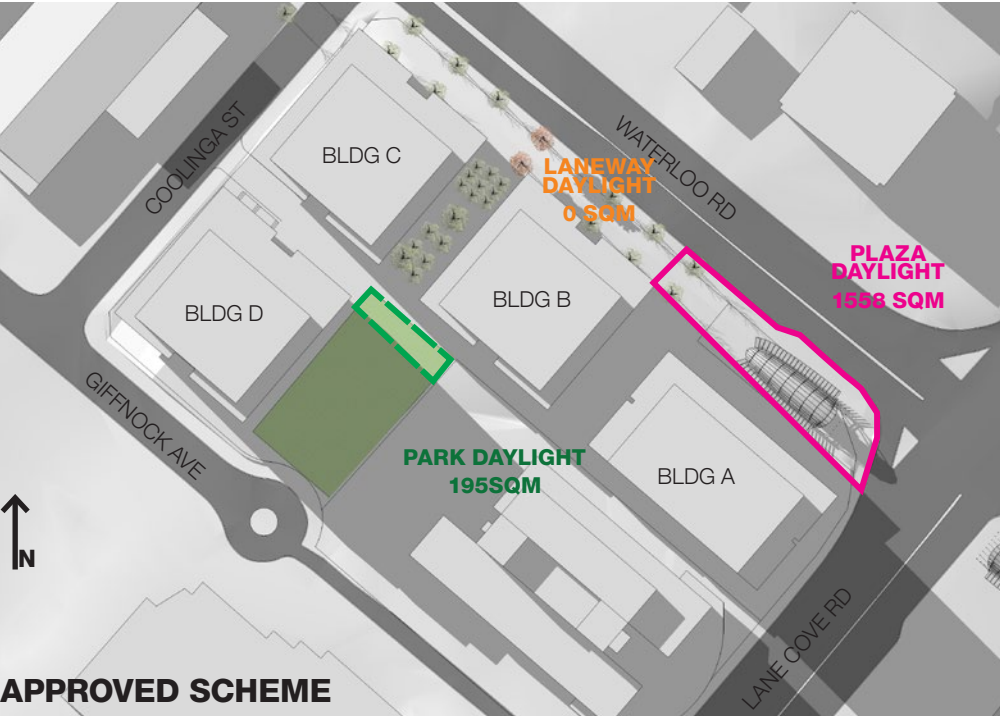 WATERLOO RD
COOLINGA ST
BLDG C
LANEWAY
DAYLIGHT
0 SQM
PLAZA
DAYLIGHT
1558 SQM
BLDG B
BLDG D
GIFFNOCK AVE
PARK DAYLIGHT
195SQM
BLDG A
N
LANE COVE RD
APPROVED SCHEME